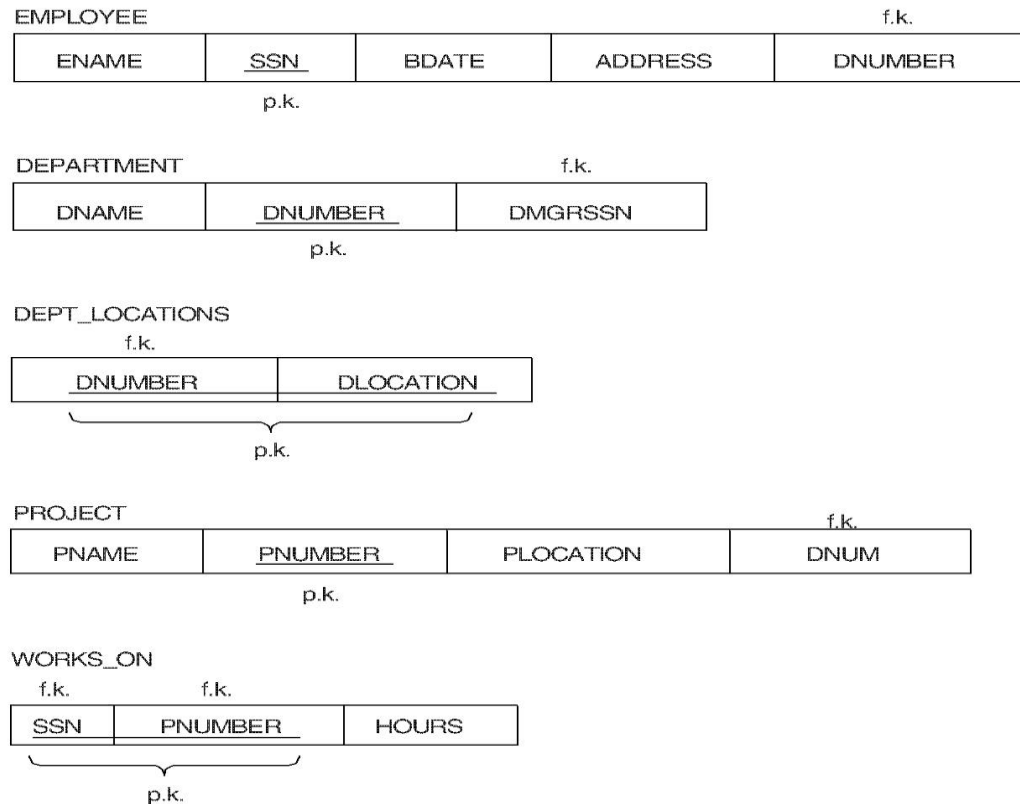 EMPLOYEE f.k.
ENAME SSN BDATE ADDRESS DNUMBER
p.k.
DEPARTMENT f.k.
DNAME DNUMBER DMGRSSN
p.k.
DEPT_LOCATIONS
f.k.
DNUMBER DLOCATION
p.k.
PROJECT f.k.
PNAME PNUMBER PLOCATION DNUM
p.k.
WORKS_ON
f.k. f.k.
SSN PNUMBER HOURS
p.k.